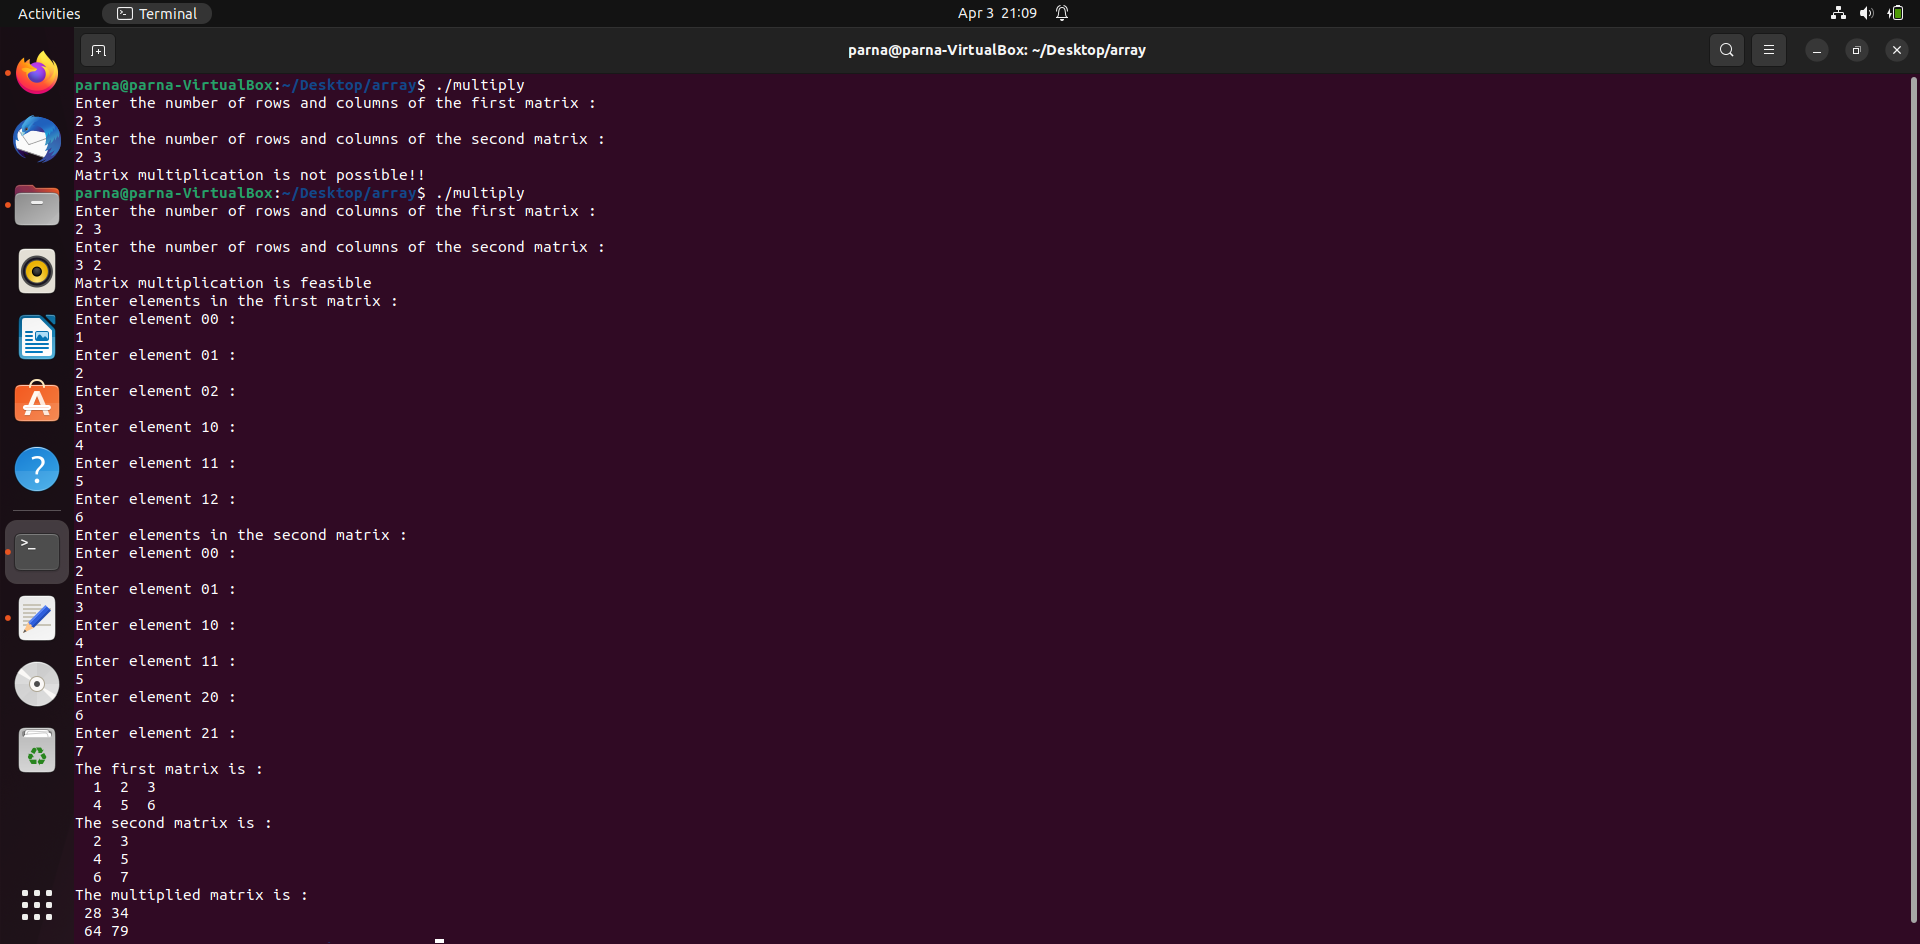 Activities Terminal Apr 3 21:09
parna@parna-VirtualBox: ~/Desktop/array
parna@parna-VirtualBox:~/Desktop/array$ ./multiply
Enter the number of rows and columns of the first matrix :
2 3
Enter the number of rows and columns of the second matrix :
2 3
Matrix multiplication is not possible!!
parna@parna-VirtualBox:~/Desktop/array$ ./multiply
Enter the number of rows and columns of the first matrix :
2 3
Enter the number of rows and columns of the second matrix :
3 2
Matrix multiplication is feasible
Enter elements in the first matrix :
Enter element 00 :
1
Enter element 01 :
2
Enter element 02 :
3
Enter element 10 :
4
Enter element 11 :
5
Enter element 12 :
6
Enter elements in the second matrix :
Enter element 00 :
2
Enter element 01 :
3
Enter element 10 :
4
Enter element 11 :
5
Enter element 20 :
6
Enter element 21 :
7
The first matrix is :
1 2 3
4 5 6
The second matrix is :
2 3
4 5
6 7
The multiplied matrix is :
28 34
64 79